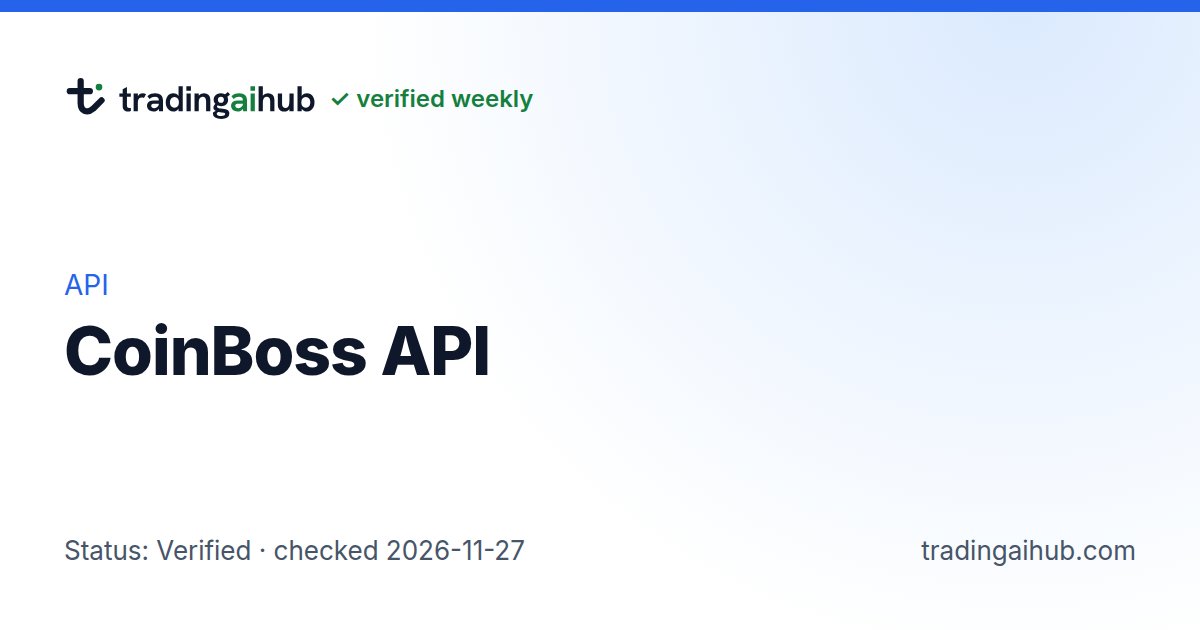 tradingaihub ✓ verified weekly
API
CoinBoss API
Status: Verified · checked 2026-11-27
tradingaihub.com